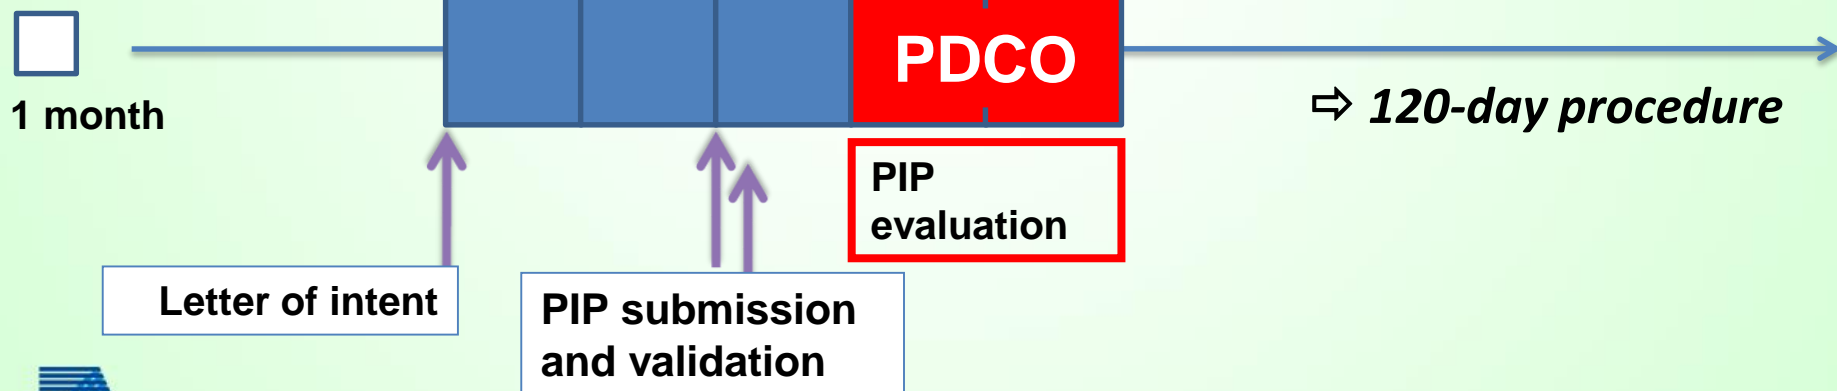 PDCO
1 month
⇨ 120-day procedure
PIP
evaluation
Letter of intent
PIP submission
and validation